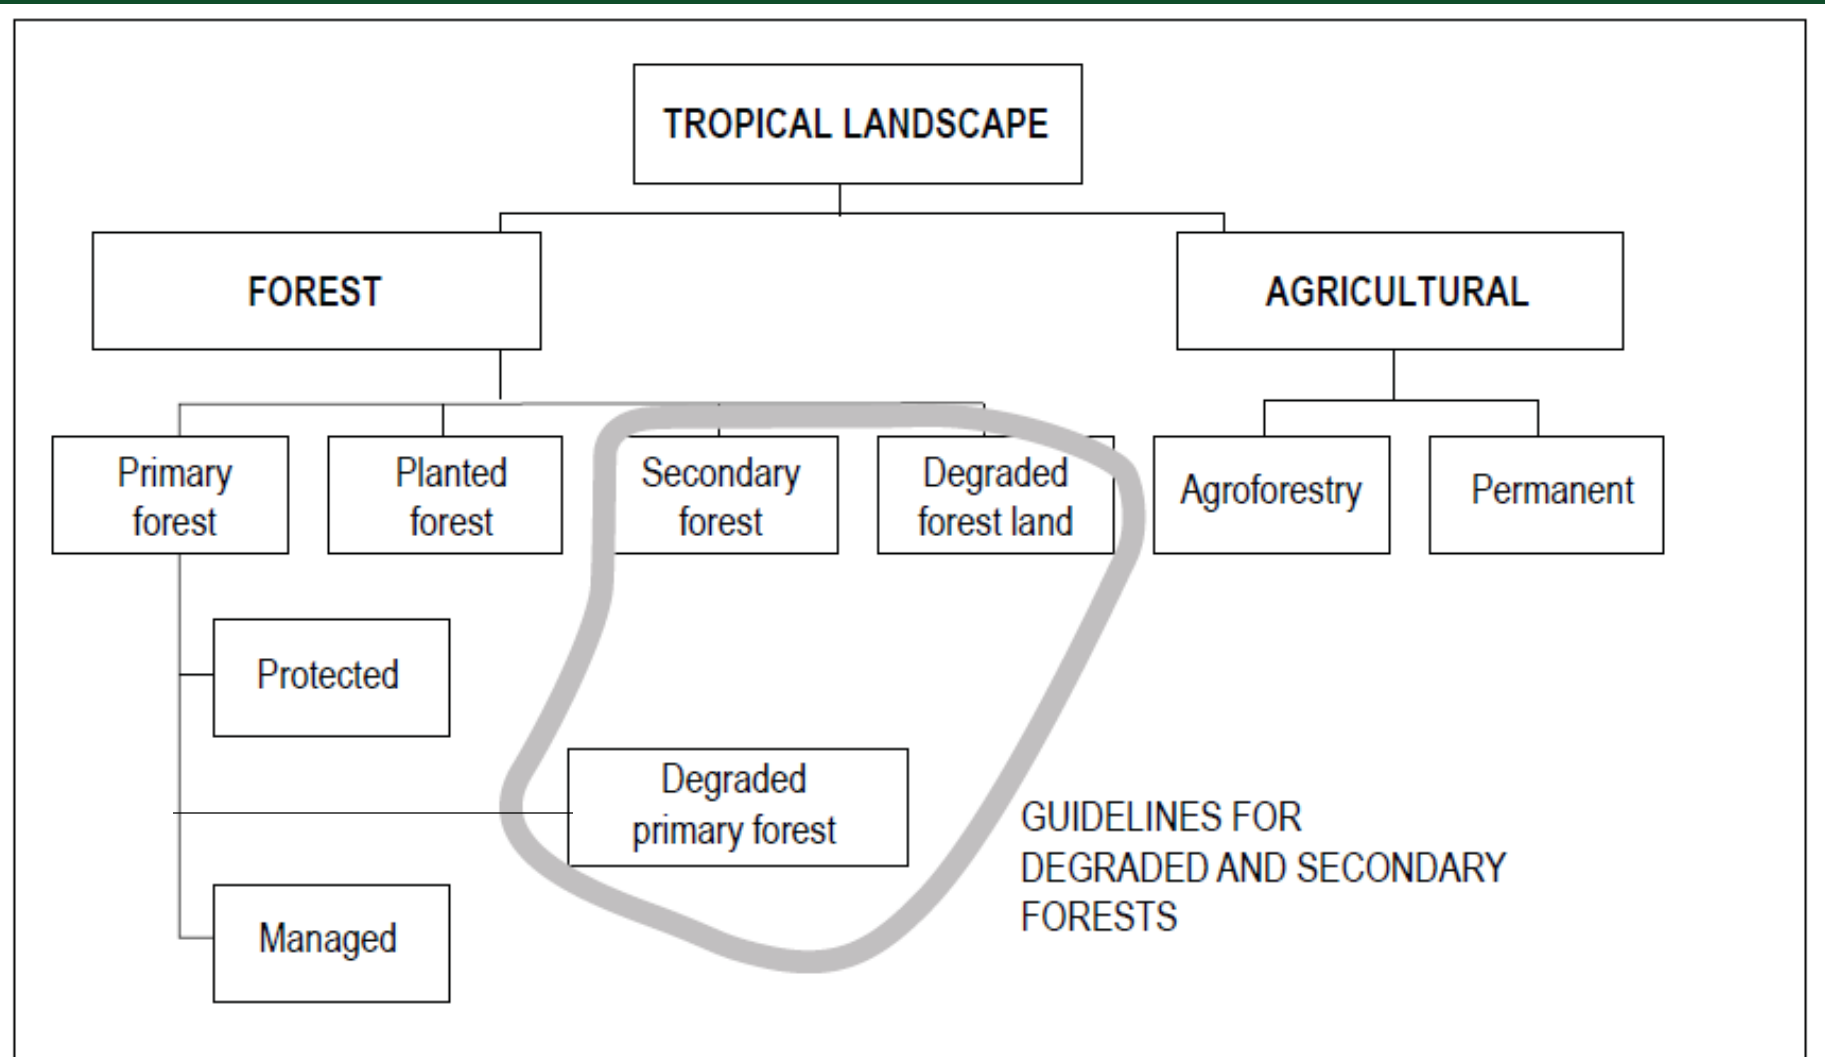 TROPICAL LANDSCAPE
FOREST
AGRICULTURAL
Primary
forest
Planted
forest
Secondary
forest
Degraded
forest land
Agroforestry
Permanent
Protected
Degraded
primary forest
Managed
GUIDELINES FOR
DEGRADED AND SECONDARY
FORESTS